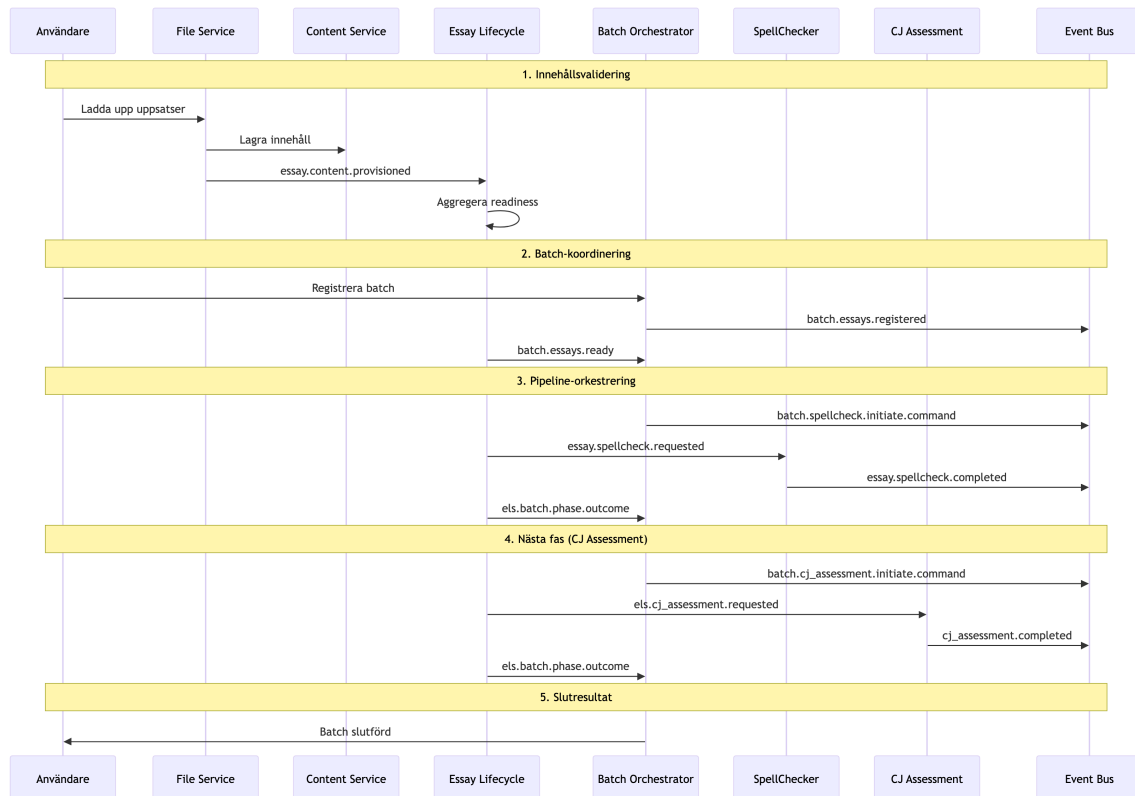 Användare
File Service
Content Service
Essay Lifecycle
Batch Orchestrator
SpellChecker
CJ Assessment
Event Bus
1. Innehållsvalidering
Ladda upp uppsatser
Lagra innehåll
essay.content.provisioned
Aggregera readiness
2. Batch-koordinering
Registrera batch
batch.essays.registered
batch.essays.ready
3. Pipeline-orkestrering
batch.spellcheck.initiate.command
essay.spellcheck.requested
essay.spellcheck.completed
els.batch.phase.outcome
4. Nästa fas (CJ Assessment)
batch.cj_assessment.initiate.command
els.cj_assessment.requested
cj_assessment.completed
els.batch.phase.outcome
5. Slutresultat
Batch slutförd
Användare
File Service
Content Service
Essay Lifecycle
Batch Orchestrator
SpellChecker
CJ Assessment
Event Bus